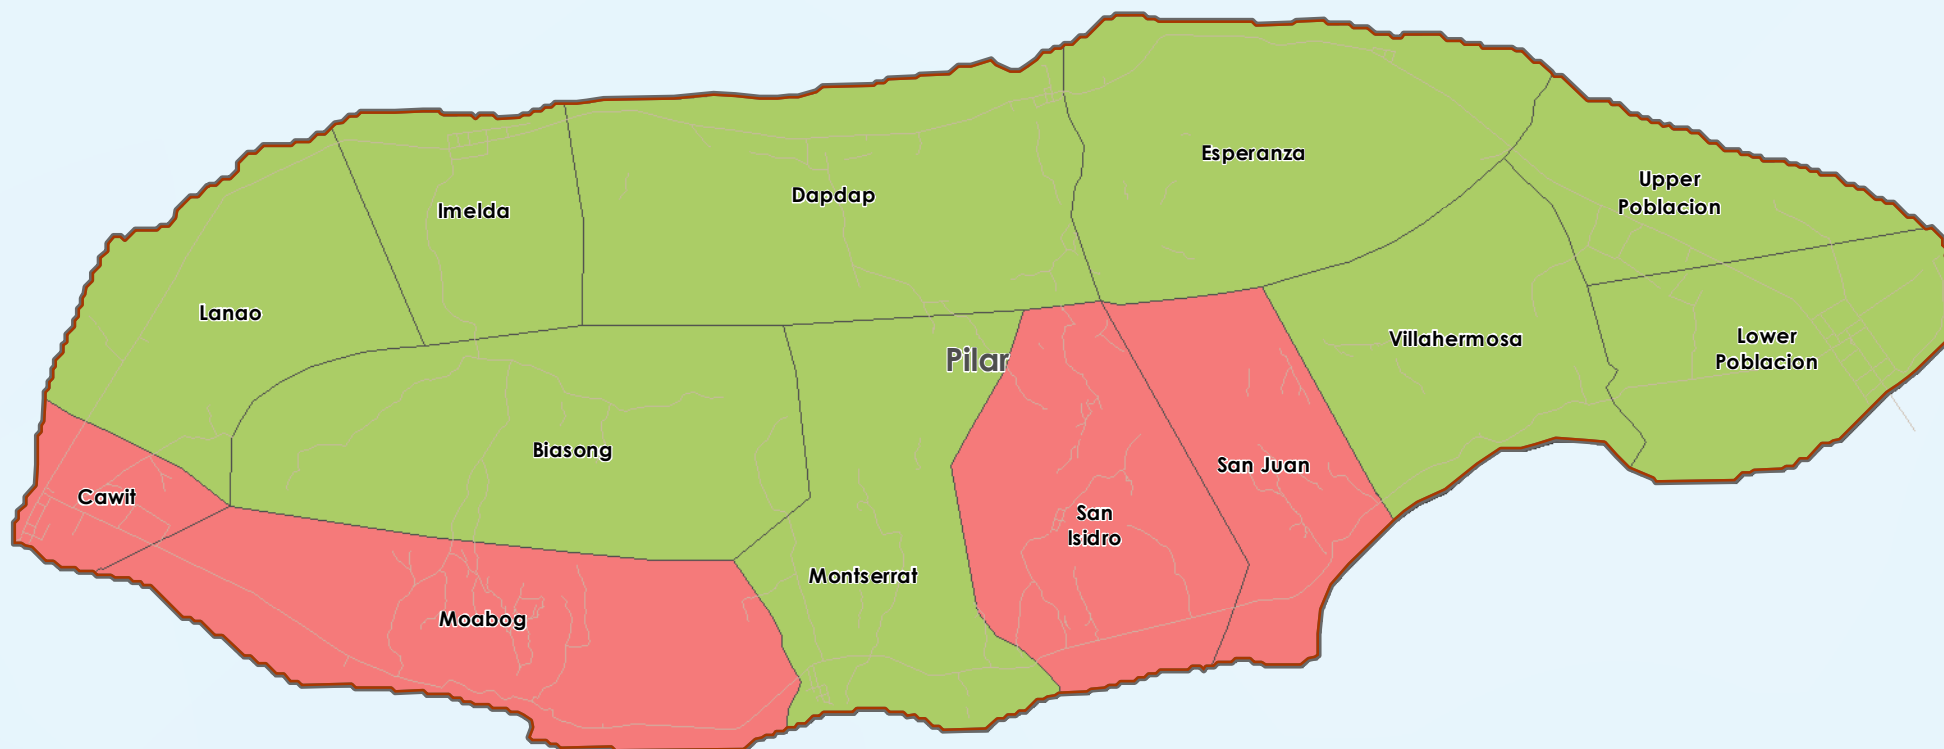 Esperanza
Upper
Poblacion
Dapdap
Imelda
Lanao
Villahermosa
Lower
Poblacion
Pilar
Biasong
San Juan
Cawit
San
Isidro
Montserrat
Moabog